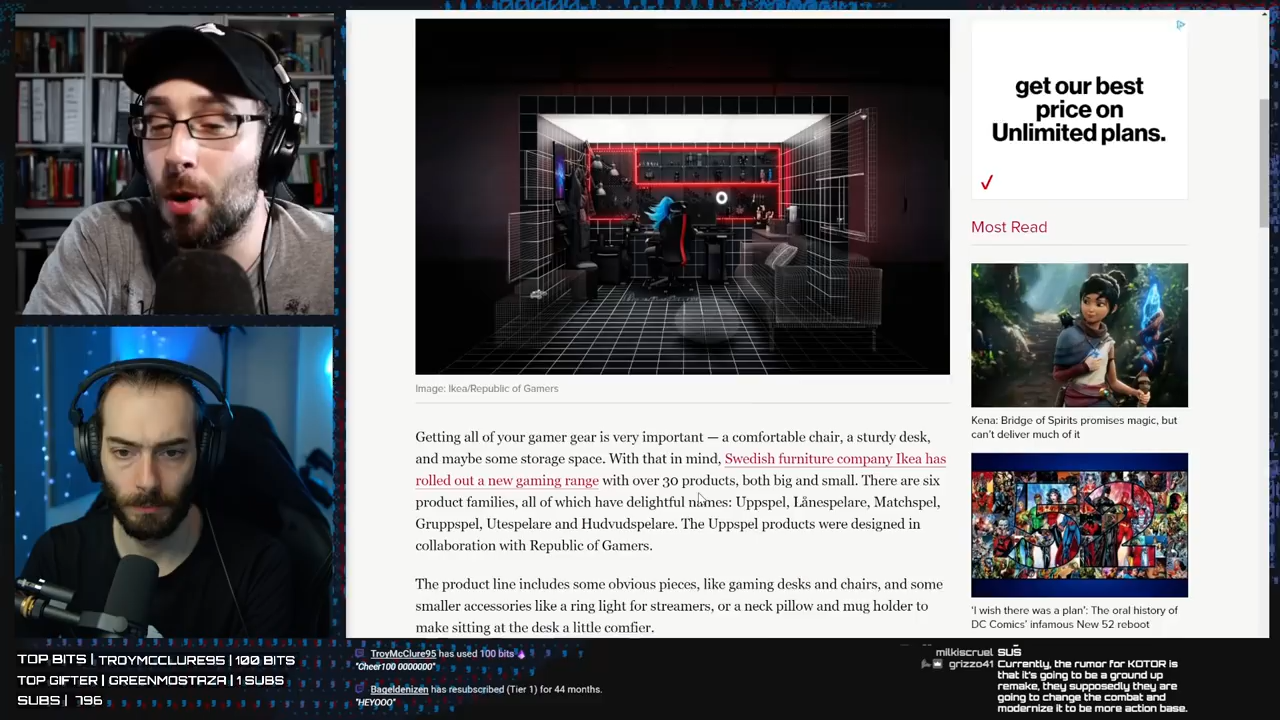 get our best
price on
Unlimited plans.
Most Read
Image: Ikea/Republic of Gamers
Getting all of your gamer gear is very important — a comfortable chair, a sturdy desk,
and maybe some storage space. With that in mind, Swedish furniture company Ikea has
rolled out a new gaming range with over 30 products, both big and small. There are six
product families, all of which have delightful names: Uppspel, Lånespelare, Matchspel,
Gruppspel, Utespelare and Hudvudspelare. The Uppspel products were designed in
collaboration with Republic of Gamers.
The product line includes some obvious pieces, like gaming desks and chairs, and some
smaller accessories like a ring light for streamers, or a neck pillow and mug holder to
make sitting at the desk a little comfier.
Kena: Bridge of Spirits promises magic, but
can't deliver much of it
'I wish there was a plan': The oral history of
DC Comics' infamous New 52 reboot
TOP BITS | TROYMCCLURE95 | 100 BITS
TOP GIFTER | GREENMOSTAZA | 1 SUBS
SUBS | 796
TroyMcClure95 has used 100 bits
"Cheer100 0000000"
Bageldenizen has resubscribed (Tier 1) for 44 months.
"HEYOOO"
milkiscruel SUS
grizzo41 Currently, the rumor for KOTOR is
that it's going to be a ground up
remake, they supposedly they are
going to change the combat and
modernize it to be more action base.